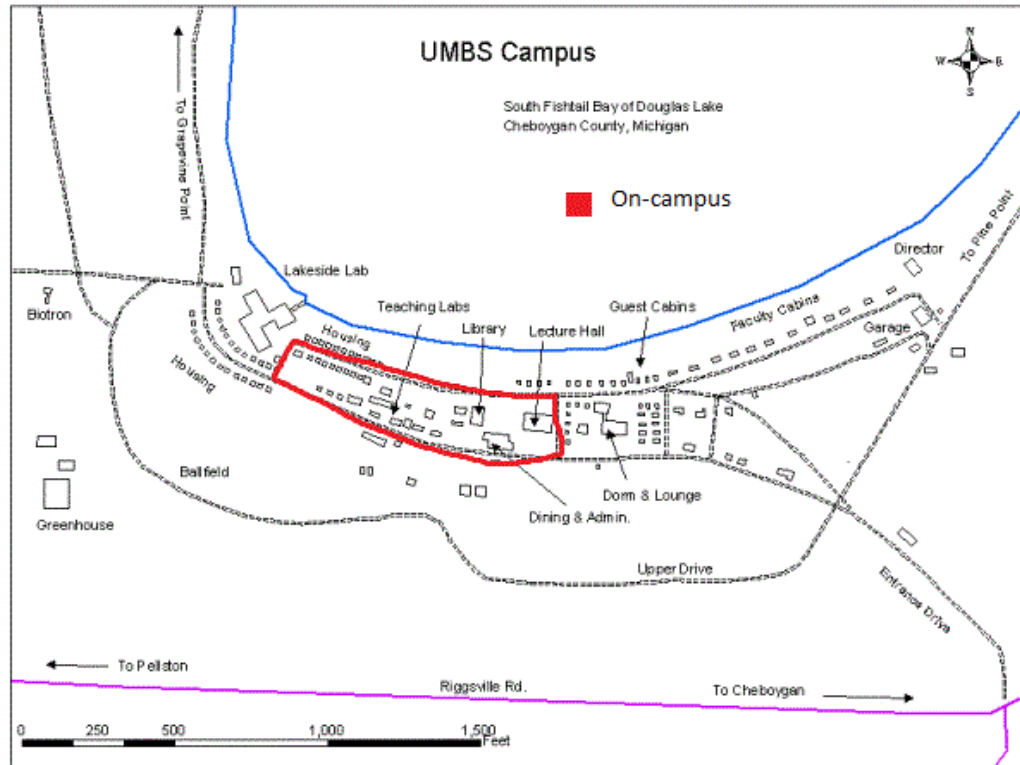 UMBS Campus
N
W E
S
South Fishtail Bay of Douglas Lake
Cheboygan County, Michigan
On-campus
To Grapevine Point
To Pine Point
Director
Lakeside Lab
Biotron
Teaching Labs
Guest Cabins
Faculty Cabins
Library
Lecture Hall
Garage
Housing
Housing
Ballfield
Dorm & Lounge
Greenhouse
Dining & Admin.
Upper Drive
Entrance Drive
To Pellston
Riggsville Rd.
To Cheboygan
0 250 500 1,000 1,500
Feet